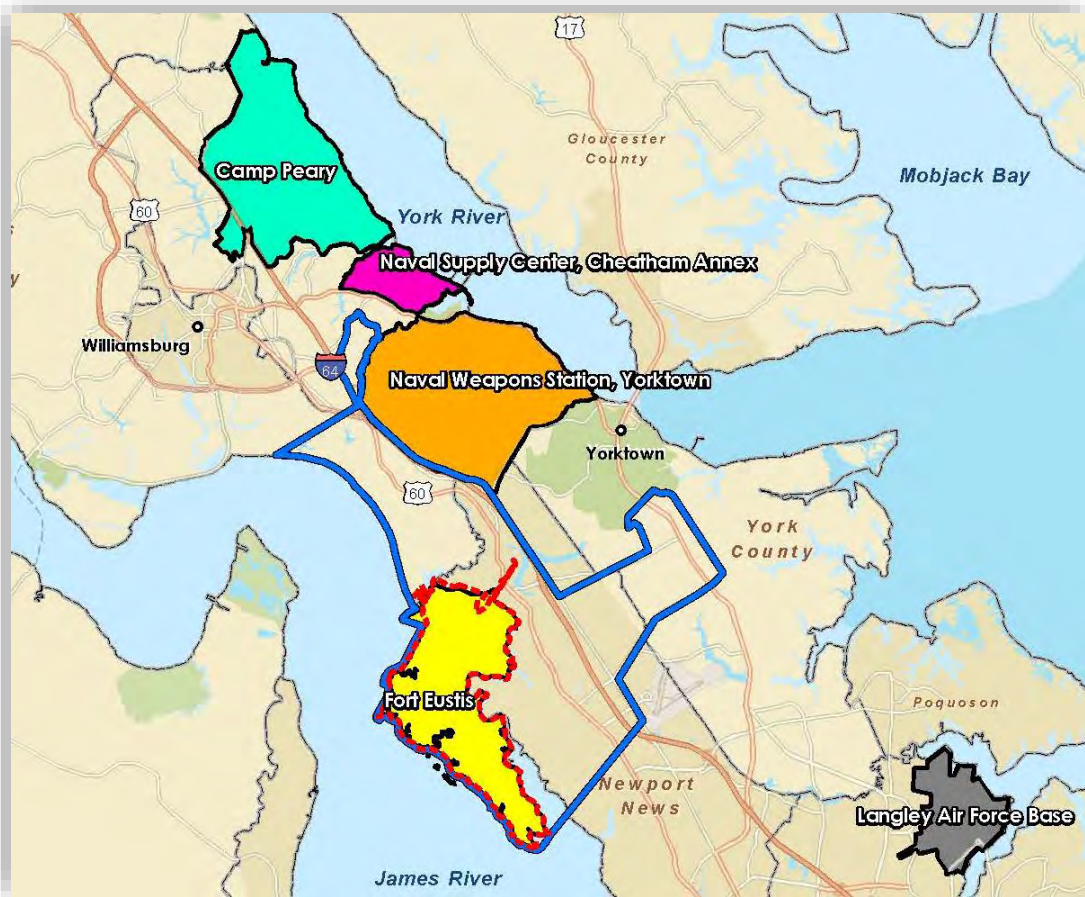 17
Gloucester
County
Camp Peary
Mobjack Bay
60
York River
Naval Supply Center, Cheatham Annex
Williamsburg
64
Naval Weapons Station, Yorktown
Yorktown
60
York
County
Fort Eustis
Poquoson
Newport
News
Langley Air Force Base
James River